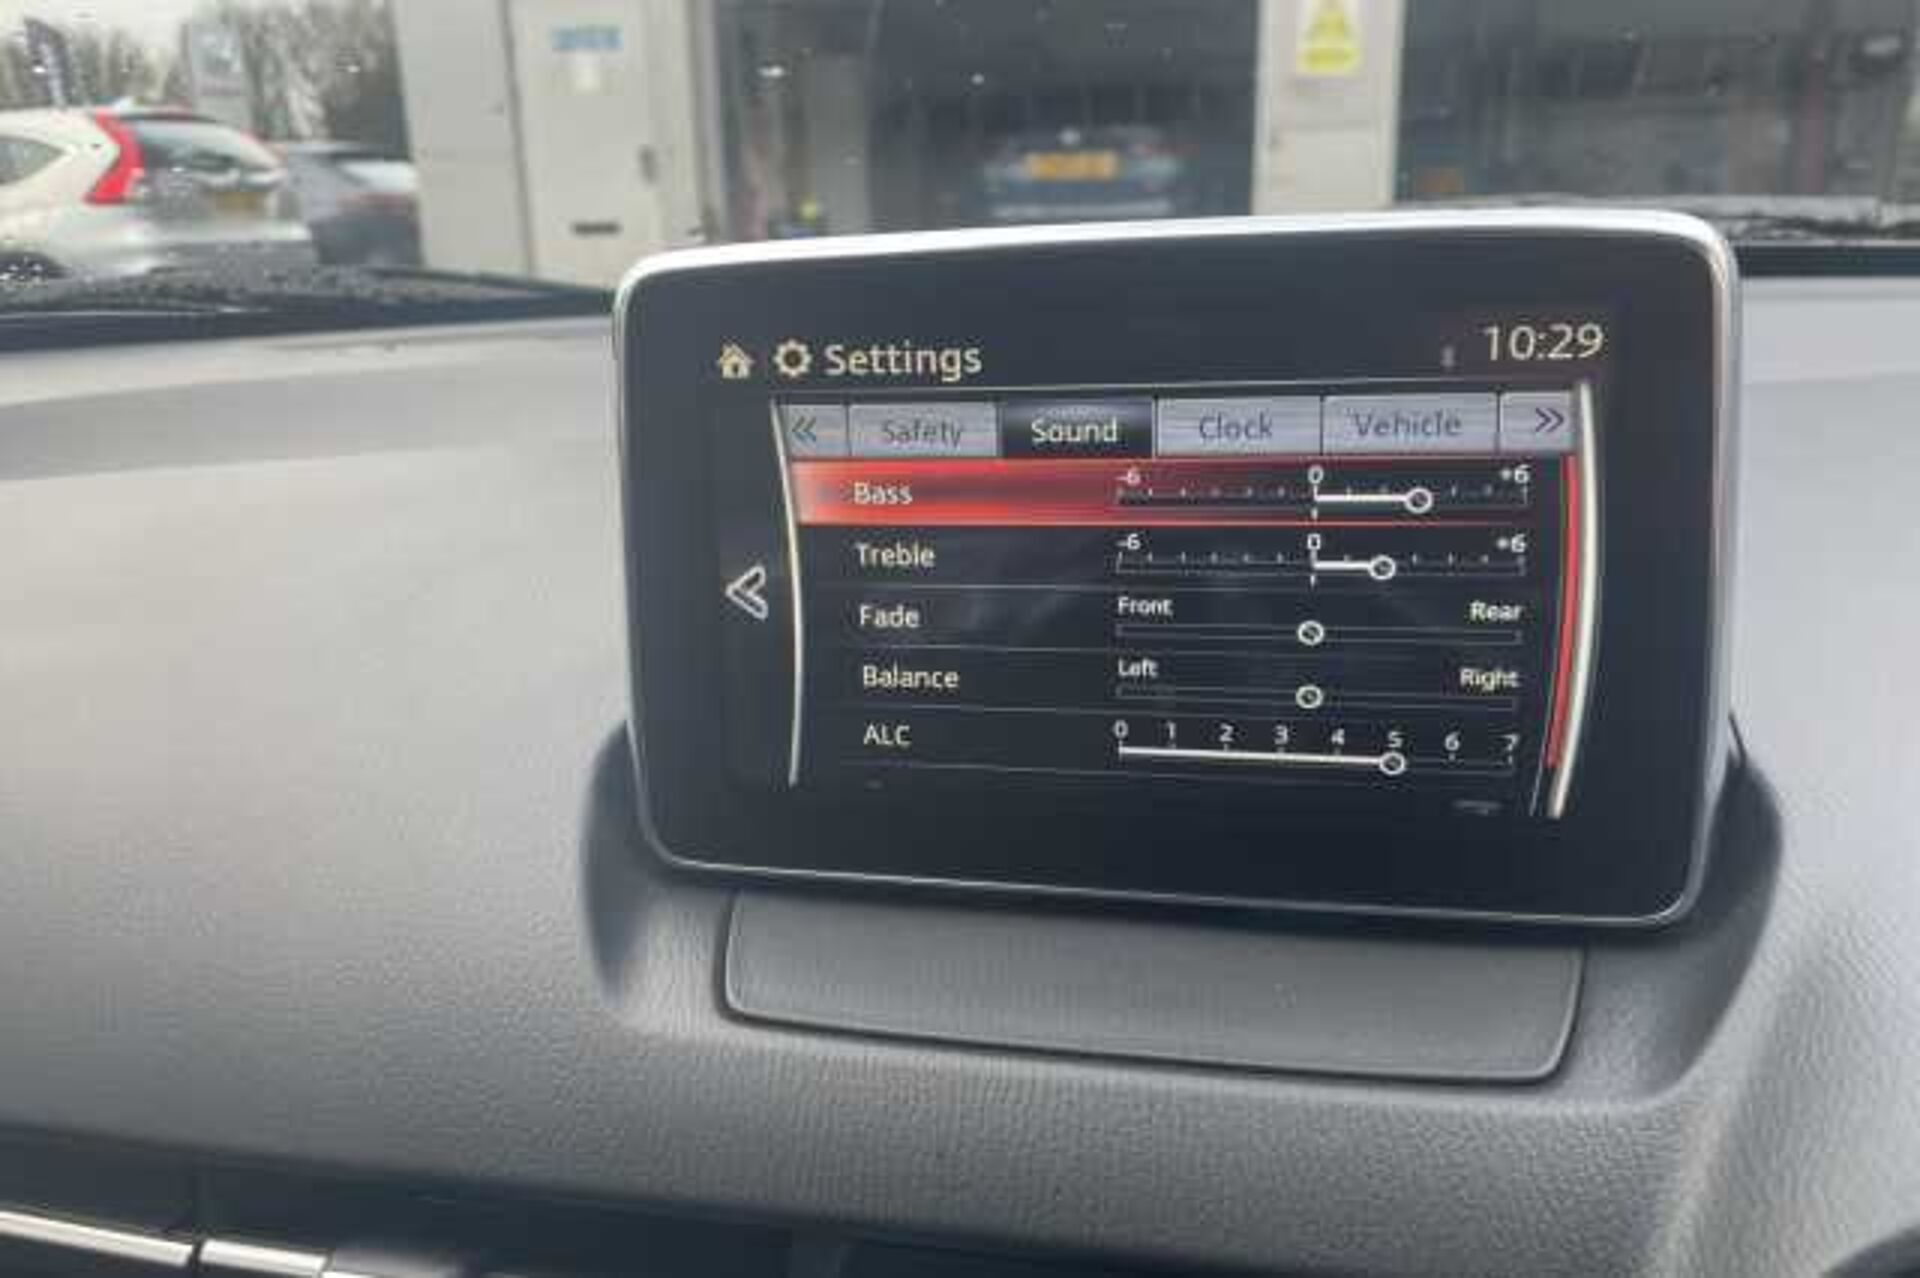 Settings
10:29
Safety Sound Clock Vehicle
Bass -6 0 +6
Treble -6 0 +6
Fade Front Rear
Balance Left Right
ALC 0 1 2 3 4 5 6 7